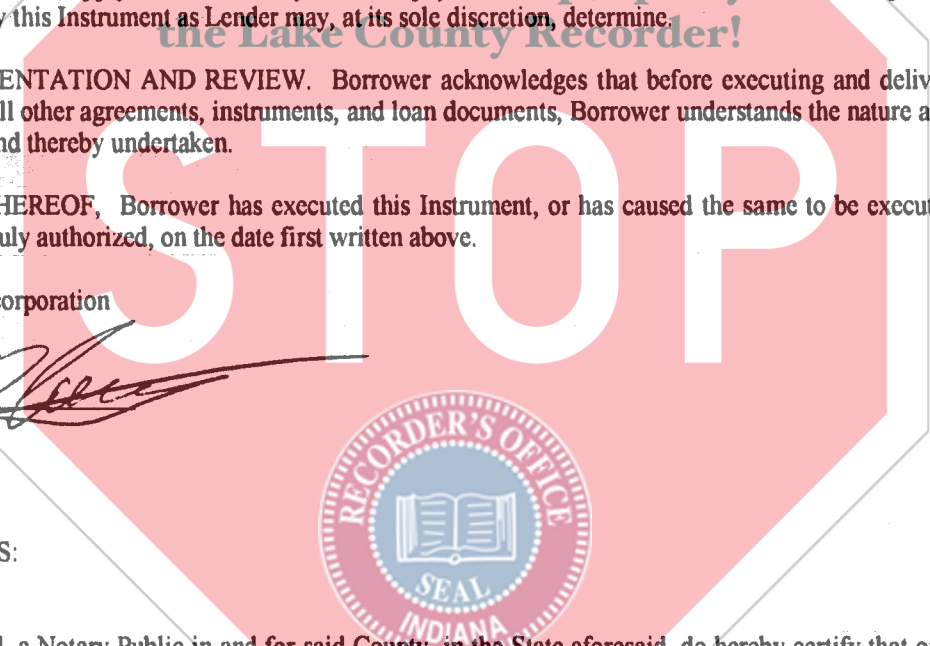 y this Instrument as Lender may, at its sole discretion, determine.
the Lake County Recorder!
ENTATION AND REVIEW. Borrower acknowledges that before executing and deliv
ll other agreements, instruments, and loan documents, Borrower understands the nature a
nd thereby undertaken.
HEREOF, Borrower has executed this Instrument, or has caused the same to be execut
uly authorized, on the date first written above.
STOP
corporation
RECORDER'S OFFICE
SEAL
INDIANA
S:
a Notary Public in and for said County, in the State aforesaid, do hereby certify that